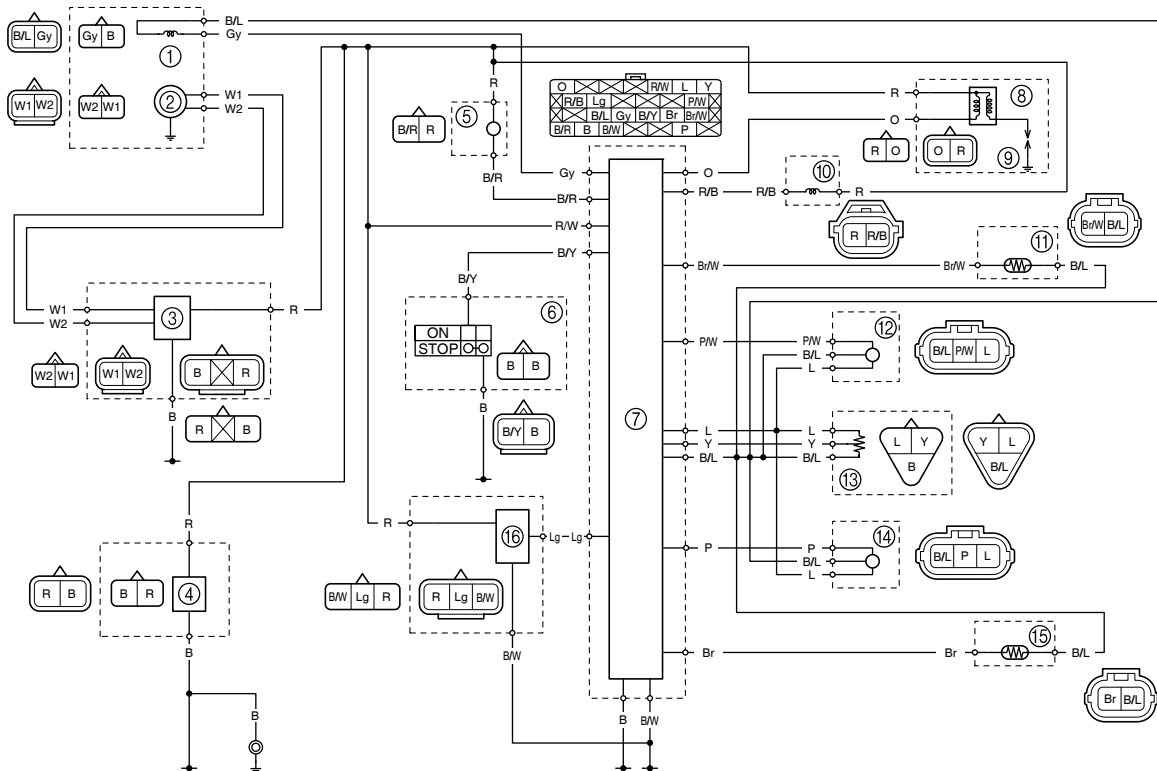 B/L
Gy
B/L Gy
Gy B
1
W1 W2
W2 W1
2
W1
W2
R
B/R R
5
B/R
O R/W L Y
R/B Lg P/W
B/L Gy B/Y Br Br/W
B/R B B/W P
R
O
8
9
R O
O R
Gy
B/R
R/W
B/Y
O
R/B
R/B
10
R
R R/B
Br/W B/L
11
Br/W
Br/W
B/L
W1
W2
3
R
W2 W1
W1 W2
B R
B
R B
B/Y
6
ON
STOP
B B
B
B/Y B
7
P/W
P/W
B/L
L
12
B/L P/W L
L
Y
B/L
L
Y
B/L
13
L Y
B
Y L
B/L
R
R
16
Lg
Lg
B/W Lg R
R Lg B/W
B/W
P
P
B/L
L
14
B/L P L
R B
B R
4
B
B
Br
Br
15
B/L
Br B/L
B
B/W